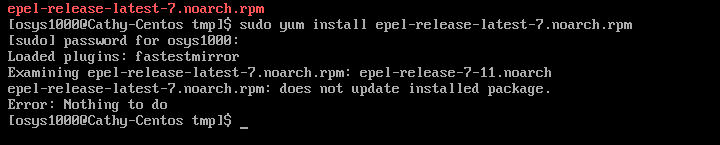 epel-release-latest-7.noarch.rpm
[osys1000@Cathy-Centos tmp]$ sudo yum install epel-release-latest-7.noarch.rpm
[sudo] password for osys1000:
Loaded plugins: fastestmirror
Examining epel-release-latest-7.noarch.rpm: epel-release-7-11.noarch
epel-release-latest-7.noarch.rpm: does not update installed package.
Error: Nothing to do
[osys1000@Cathy-Centos tmp]$ _